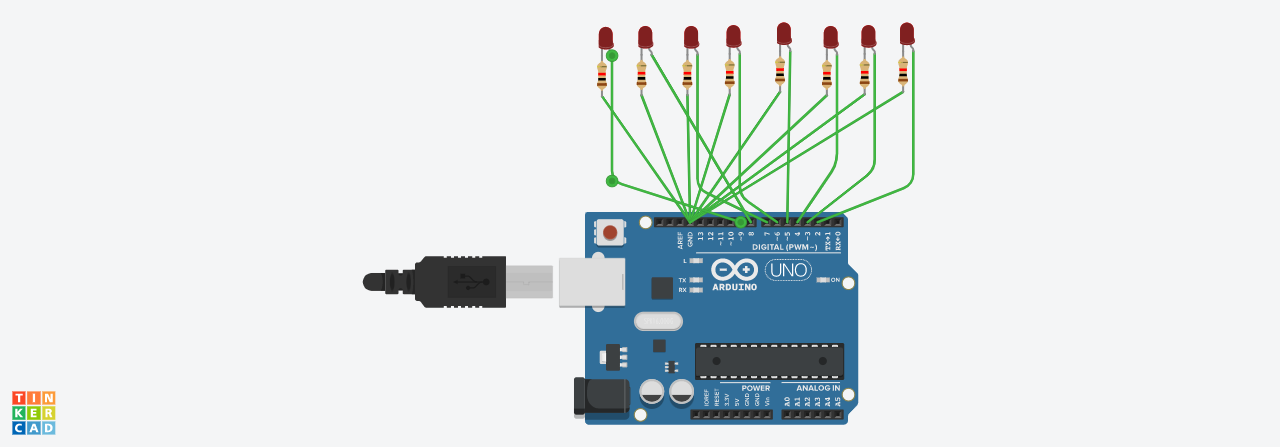 AREF
GND
13
12
~11
~10
~9
8
7
~6
~5
4
~3
2
TX→1
RX←0
DIGITAL (PWM~)
L
TX
RX
UNO
ARDUINO
ON
POWER
ANALOG IN
IOREF
RESET
3.3V
5V
GND
GND
Vin
A0
A1
A2
A3
A4
A5
TIN
KER
CAD